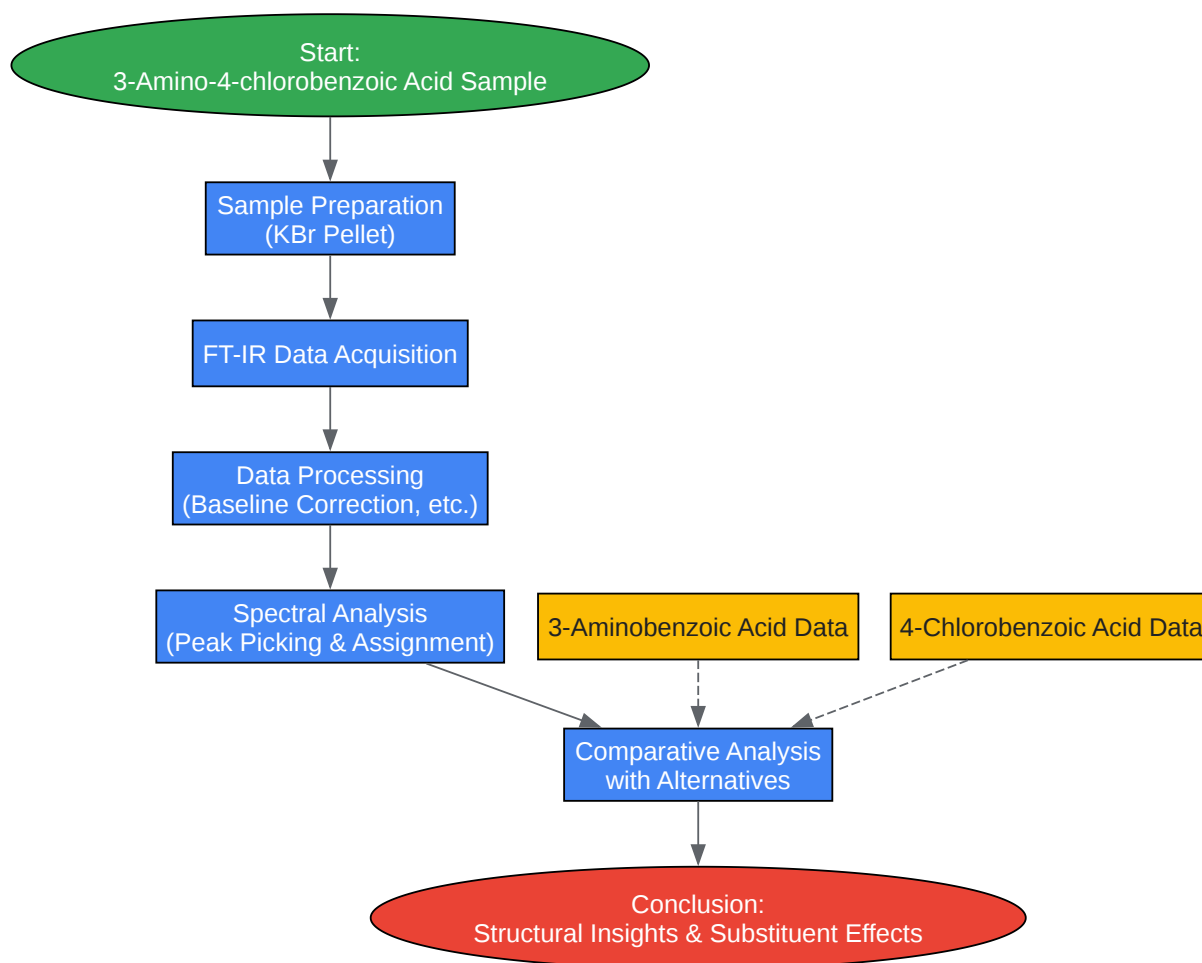 Start:
3-Amino-4-chlorobenzoic Acid Sample
Sample Preparation
(KBr Pellet)
FT-IR Data Acquisition
Data Processing
(Baseline Correction, etc.)
Spectral Analysis
(Peak Picking & Assignment)
3-Aminobenzoic Acid Data
4-Chlorobenzoic Acid Data
Comparative Analysis
with Alternatives
Conclusion:
Structural Insights & Substituent Effects